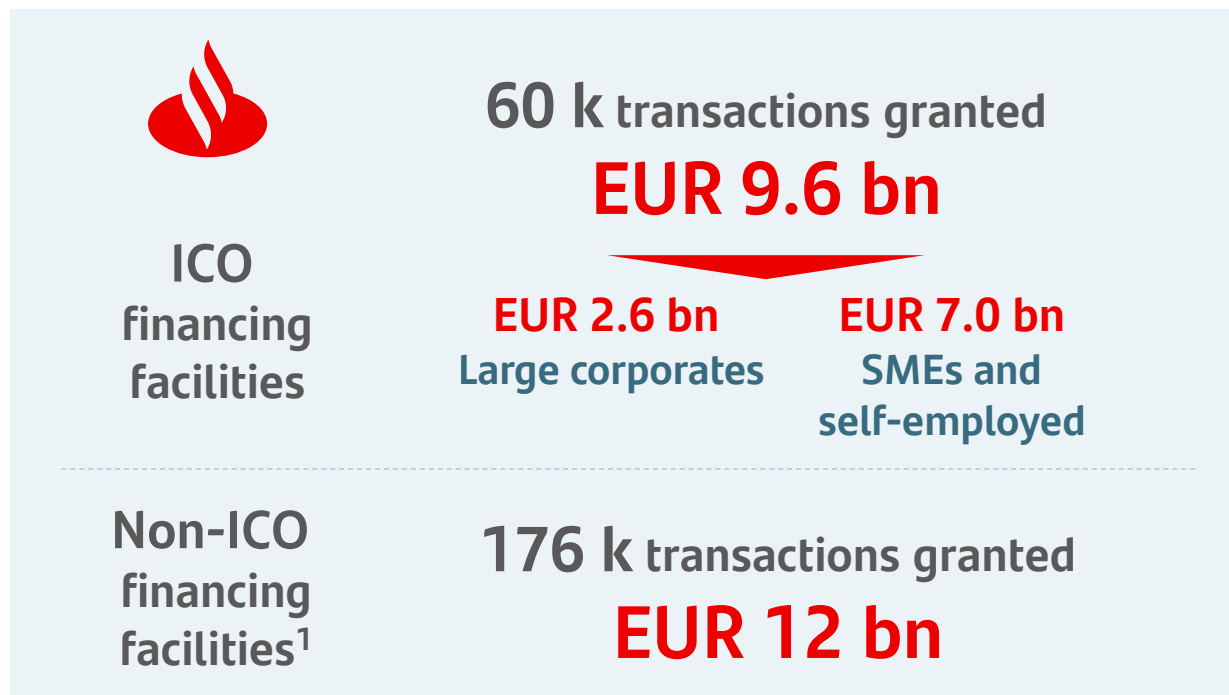 60 k transactions granted
EUR 9.6 bn
ICO
financing
facilities
EUR 2.6 bn
Large corporates
EUR 7.0 bn
SMEs and
self-employed
Non-ICO
financing
facilities¹
176 k transactions granted
EUR 12 bn